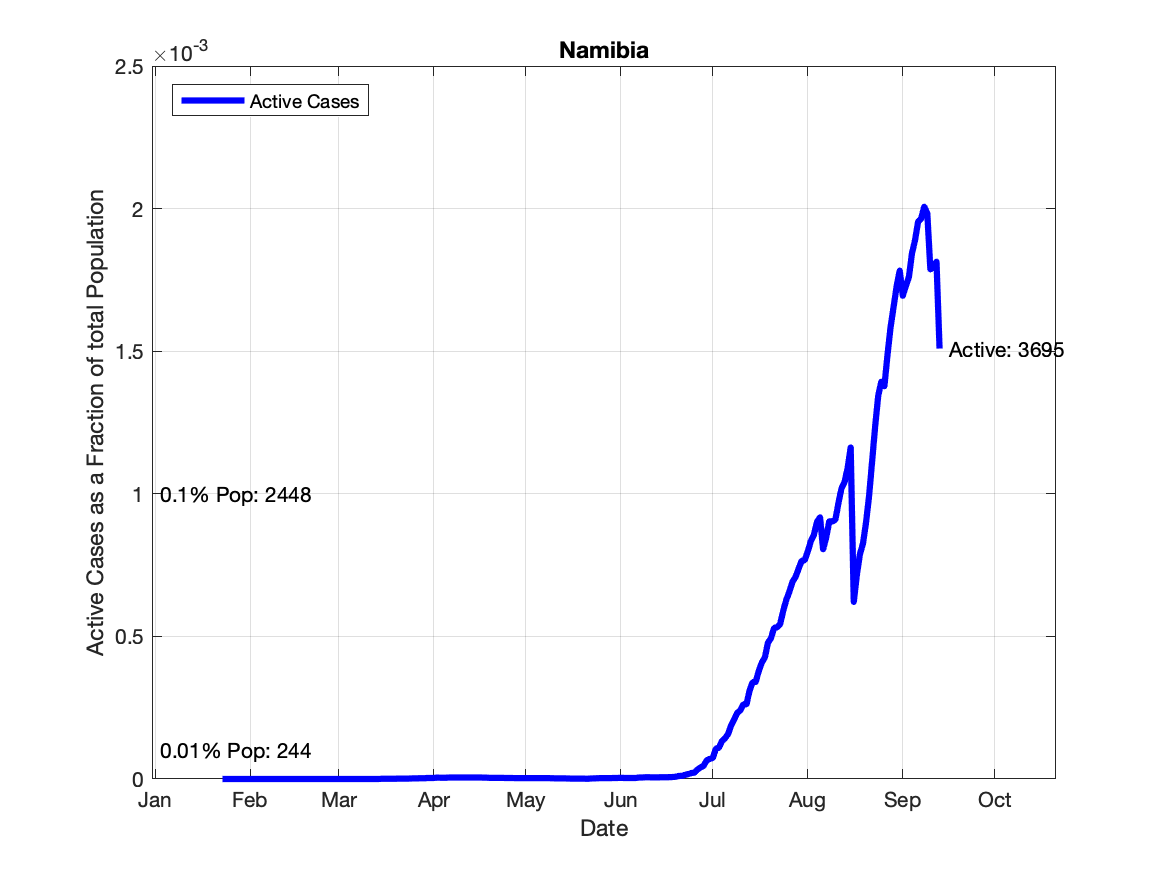 Namibia
×10-3
2.5
2
1.5
1
0.5
0
Active Cases
Active: 3695
0.1% Pop: 2448
0.01% Pop: 244
Jan Feb Mar Apr May Jun Jul Aug Sep Oct
Date
Active Cases as a Fraction of total Population